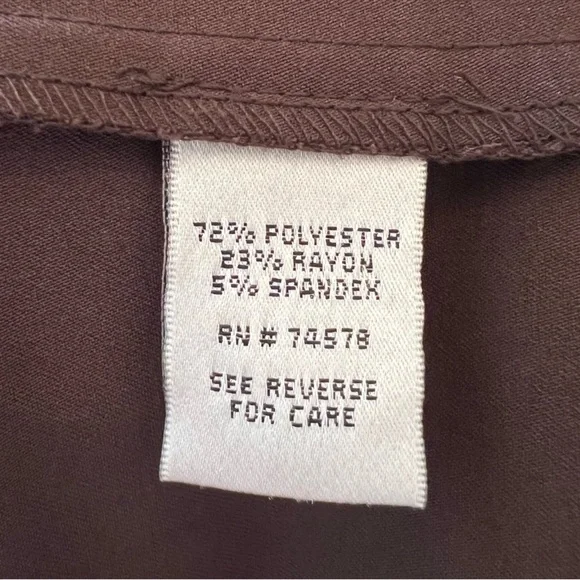 72% POLYESTER
23% RAYON
5% SPANDEX
RN # 74578
SEE REVERSE
FOR CARE